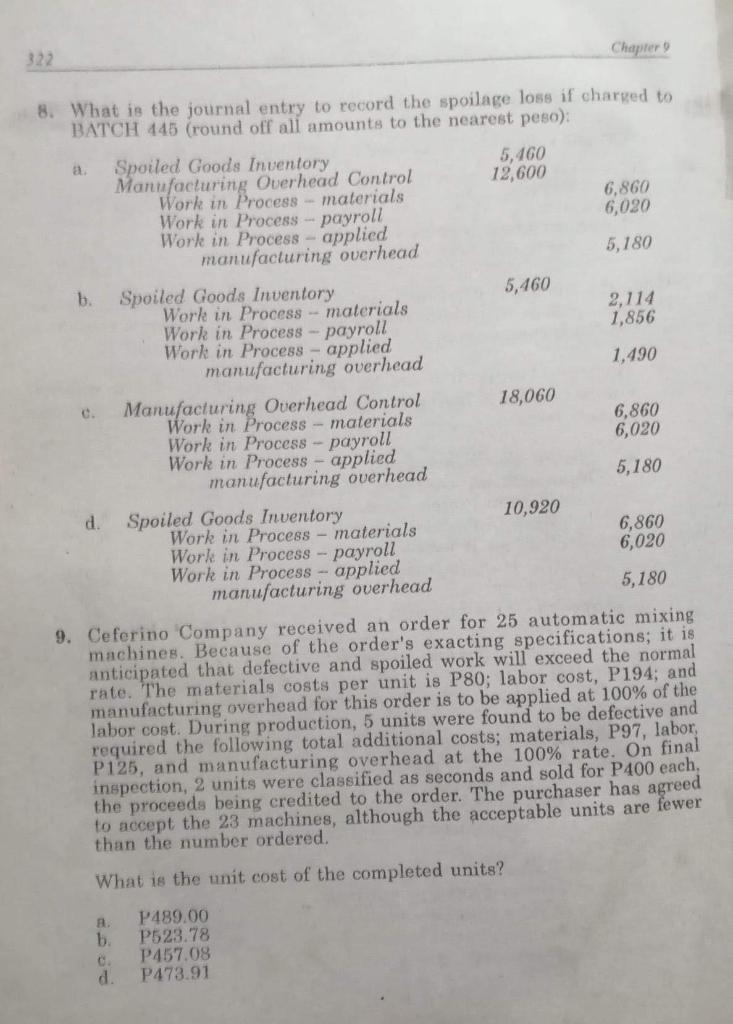 322
Chapter 9
8. What is the journal entry to record the spoilage loss if charged to
BATCH 445 (round off all amounts to the nearest peso):
a. Spoiled Goods Inventory 5,460
Manufacturing Overhead Control 12,600
Work in Process – materials 6,860
Work in Process – payroll 6,020
Work in Process – applied
manufacturing overhead 5,180
b. Spoiled Goods Inventory 5,460
Work in Process – materials 2,114
Work in Process – payroll 1,856
Work in Process – applied
manufacturing overhead 1,490
c. Manufacturing Overhead Control 18,060
Work in Process – materials 6,860
Work in Process – payroll 6,020
Work in Process – applied
manufacturing overhead 5,180
d. Spoiled Goods Inventory 10,920
Work in Process – materials 6,860
Work in Process – payroll 6,020
Work in Process – applied
manufacturing overhead 5,180
9. Ceferino Company received an order for 25 automatic mixing
machines. Because of the order's exacting specifications; it is
anticipated that defective and spoiled work will exceed the normal
rate. The materials costs per unit is P80; labor cost, P194; and
manufacturing overhead for this order is to be applied at 100% of the
labor cost. During production, 5 units were found to be defective and
required the following total additional costs; materials, P97, labor,
P125, and manufacturing overhead at the 100% rate. On final
inspection, 2 units were classified as seconds and sold for P400 each,
the proceeds being credited to the order. The purchaser has agreed
to accept the 23 machines, although the acceptable units are fewer
than the number ordered.
What is the unit cost of the completed units?
a. P489.00
b. P523.78
c. P457.08
d. P473.91